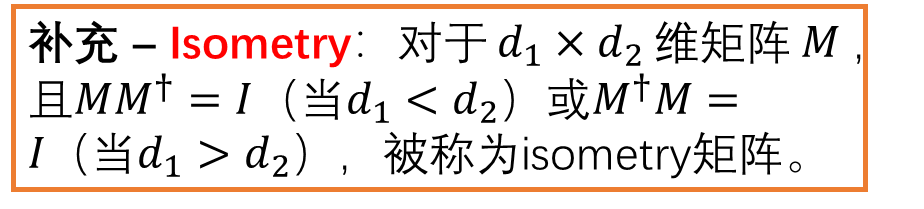 补充 – Isometry： 对于 𝑑₁ × 𝑑₂ 维矩阵 𝑀 ,
且𝑀𝑀† = 𝐼（当𝑑₁ < 𝑑₂）或𝑀†𝑀 =
𝐼（当𝑑₁ > 𝑑₂）, 被称为isometry矩阵。